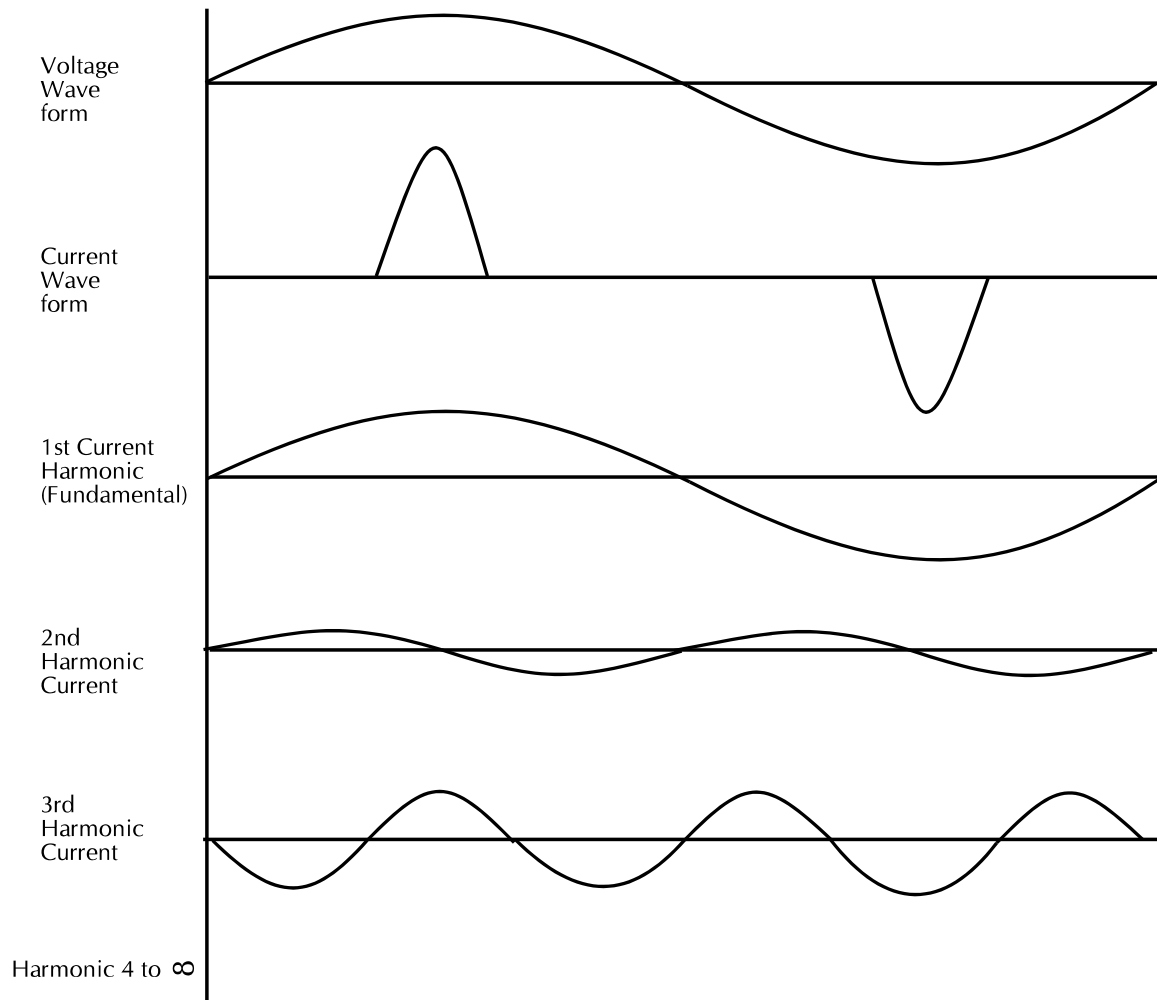 Voltage
Wave
form
Current
Wave
form
1st Current
Harmonic
(Fundamental)
2nd
Harmonic
Current
3rd
Harmonic
Current
Harmonic 4 to ∞